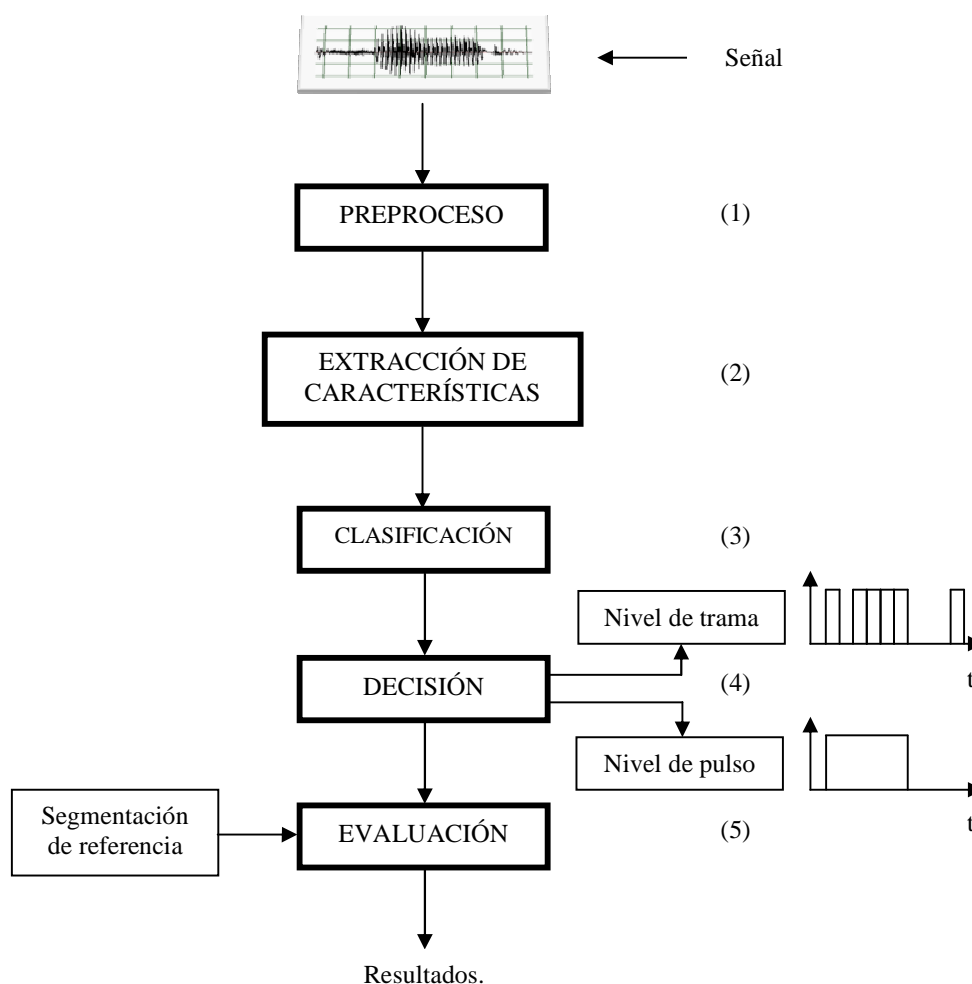 Señal
PREPROCESO
(1)
EXTRACCIÓN DE
CARACTERÍSTICAS
(2)
CLASIFICACIÓN
(3)
Nivel de trama
t
DECISIÓN
(4)
Nivel de pulso
t
Segmentación
de referencia
EVALUACIÓN
(5)
Resultados.